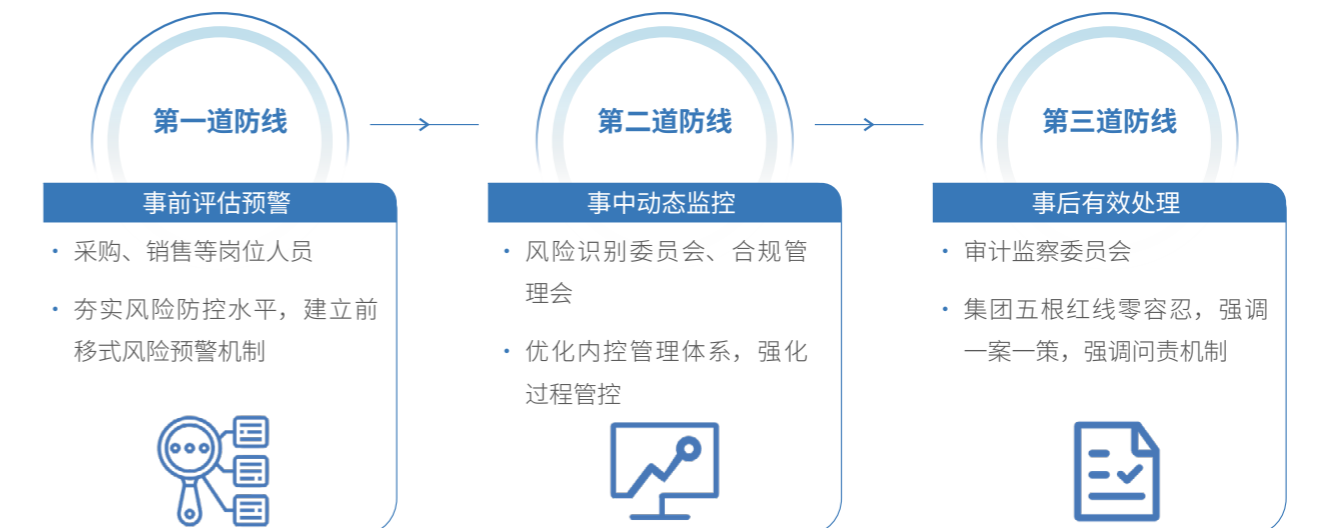 第一道防线
事前评估预警
· 采购、销售等岗位人员
· 夯实风险防控水平，建立前
移式风险预警机制
第二道防线
事中动态监控
· 风险识别委员会、合规管
理会
· 优化内控管理体系，强化
过程管控
第三道防线
事后有效处理
· 审计监察委员会
· 集团五根红线零容忍，强调
一案一策，强调问责机制